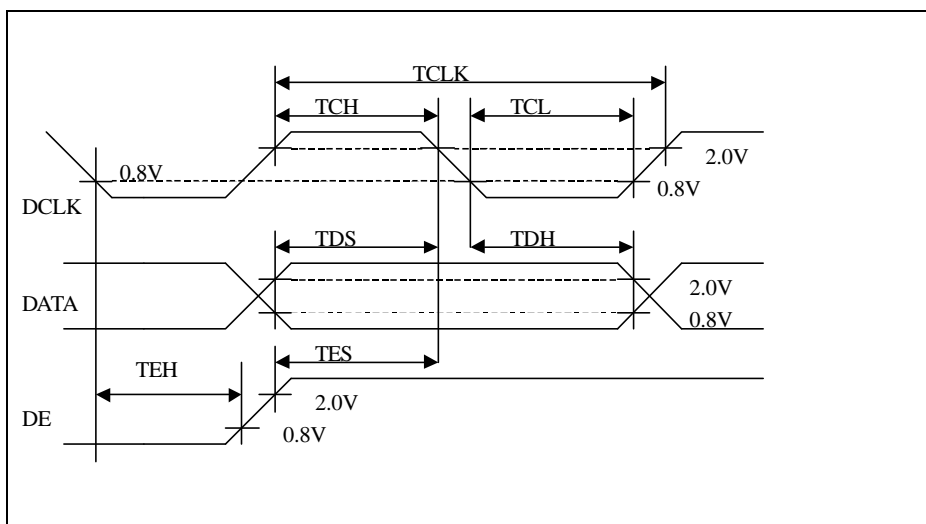 TCLK
TCH TCL
0.8V 2.0V
0.8V
DCLK
TDS TDH
2.0V
DATA
0.8V
TES
TEH
2.0V
DE
0.8V